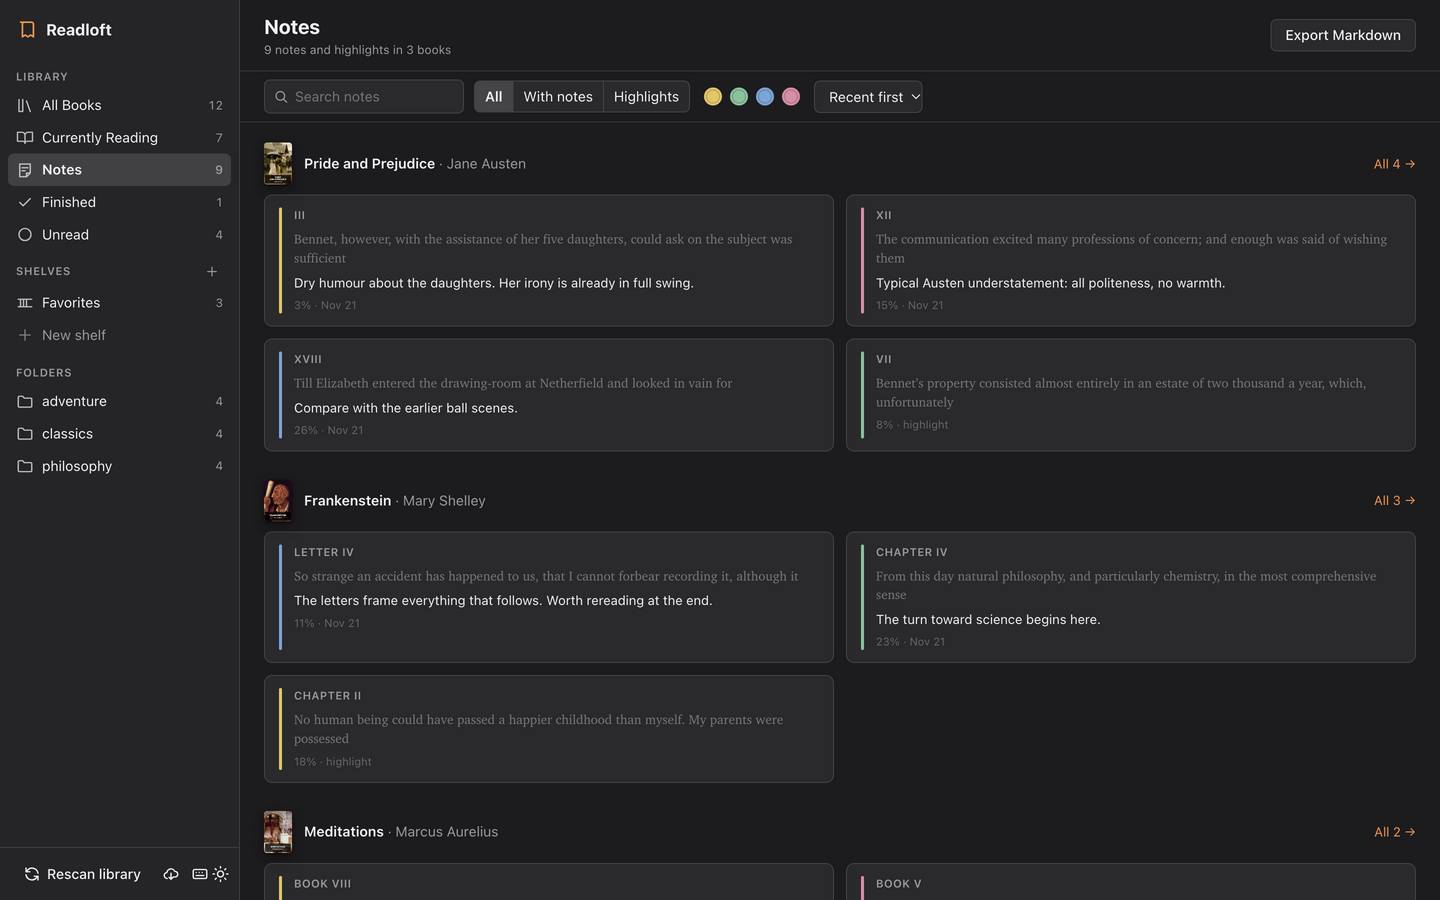 Readloft
LIBRARY
All Books 12
Currently Reading 7
Notes 9
Finished 1
Unread 4
SHELVES
Favorites 3
New shelf
FOLDERS
adventure 4
classics 4
philosophy 4
Rescan library
Notes
9 notes and highlights in 3 books
Export Markdown
Search notes
All With notes Highlights
Recent first
Pride and Prejudice · Jane Austen
All 4 →
III
Bennet, however, with the assistance of her five daughters, could ask on the subject was
sufficient
Dry humour about the daughters. Her irony is already in full swing.
3% · Nov 21
XII
The communication excited many professions of concern; and enough was said of wishing
them
Typical Austen understatement: all politeness, no warmth.
15% · Nov 21
XVIII
Till Elizabeth entered the drawing-room at Netherfield and looked in vain for
Compare with the earlier ball scenes.
26% · Nov 21
VII
Bennet's property consisted almost entirely in an estate of two thousand a year, which,
unfortunately
8% · highlight
Frankenstein · Mary Shelley
All 3 →
LETTER IV
So strange an accident has happened to us, that I cannot forbear recording it, although it
The letters frame everything that follows. Worth rereading at the end.
11% · Nov 21
CHAPTER IV
From this day natural philosophy, and particularly chemistry, in the most comprehensive
sense
The turn toward science begins here.
23% · Nov 21
CHAPTER II
No human being could have passed a happier childhood than myself. My parents were
possessed
18% · highlight
Meditations · Marcus Aurelius
All 2 →
BOOK VIII
BOOK V